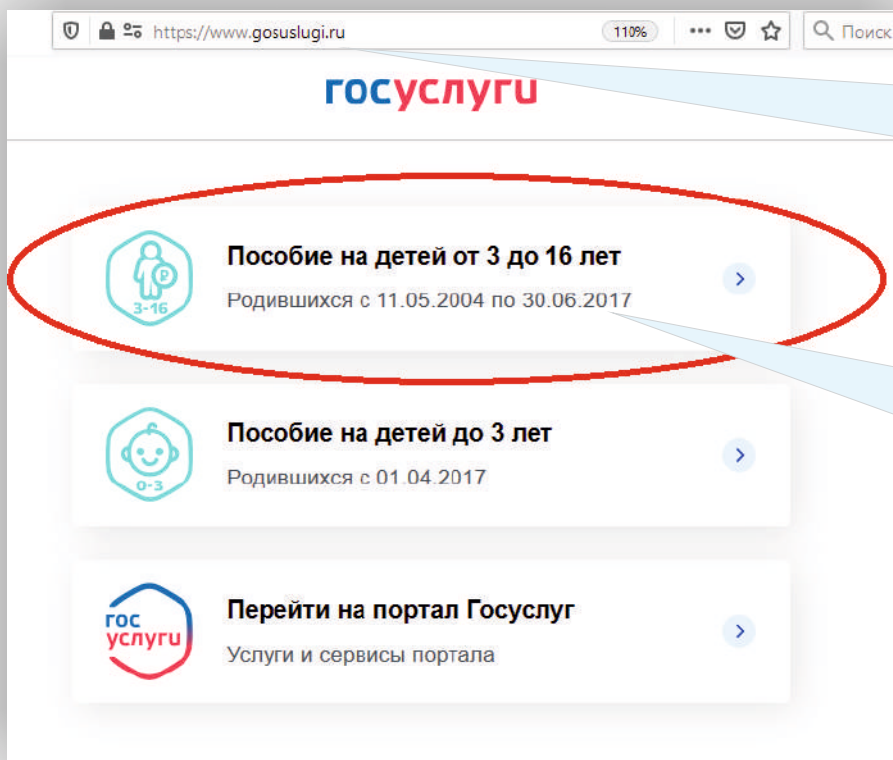 https://www.gosuslugi.ru
110%
Поиск
госуслуги
Пособие на детей от 3 до 16 лет
Родившихся с 11.05.2004 по 30.06.2017
3-16
Пособие на детей до 3 лет
Родившихся с 01.04.2017
0-3
гос
услуги
Перейти на портал Госуслуг
Услуги и сервисы портала